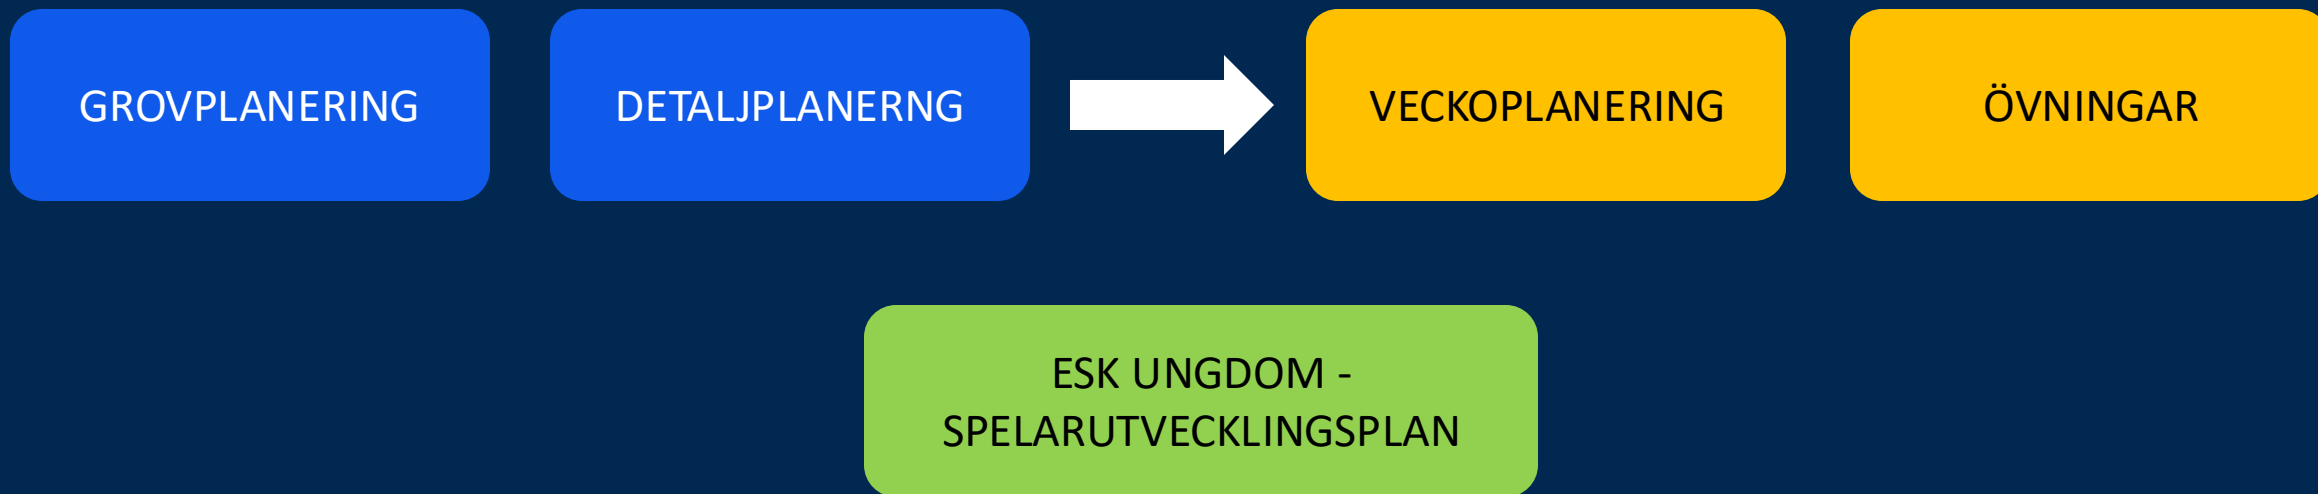 GROVPLANERING
DETALJPLANERNG
VECKOPLANERING
ÖVNINGAR
ESK UNGDOM -
SPELARUTVECKLINGSPLAN